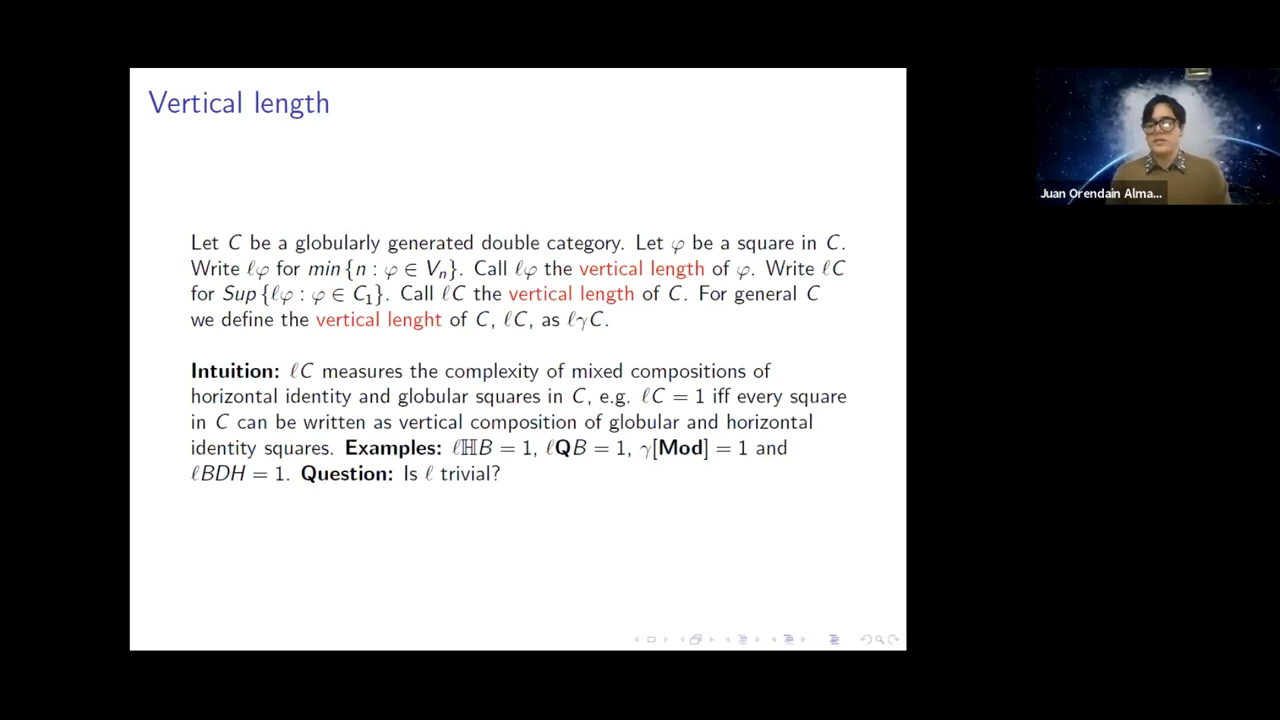 Vertical length
Let C be a globally generated double category. Let φ be a square in C.
Write ℓφ for min {n : φ ∈ Vn}. Call ℓφ the vertical length of φ. Write ℓC
for Sup {ℓφ : φ ∈ C1}. Call ℓC the vertical length of C. For general C
we define the vertical lenght of C, ℓC, as ℓγC.
Intuition: ℓC measures the complexity of mixed compositions of
horizontal identity and globular squares in C, e.g. ℓC = 1 iff every square
in C can be written as vertical composition of globular and horizontal
identity squares. Examples: ℓℍB = 1, ℓQB = 1, γ[Mod] = 1 and
ℓBDH = 1. Question: Is ℓ trivial?
Juan Orendain Alma...